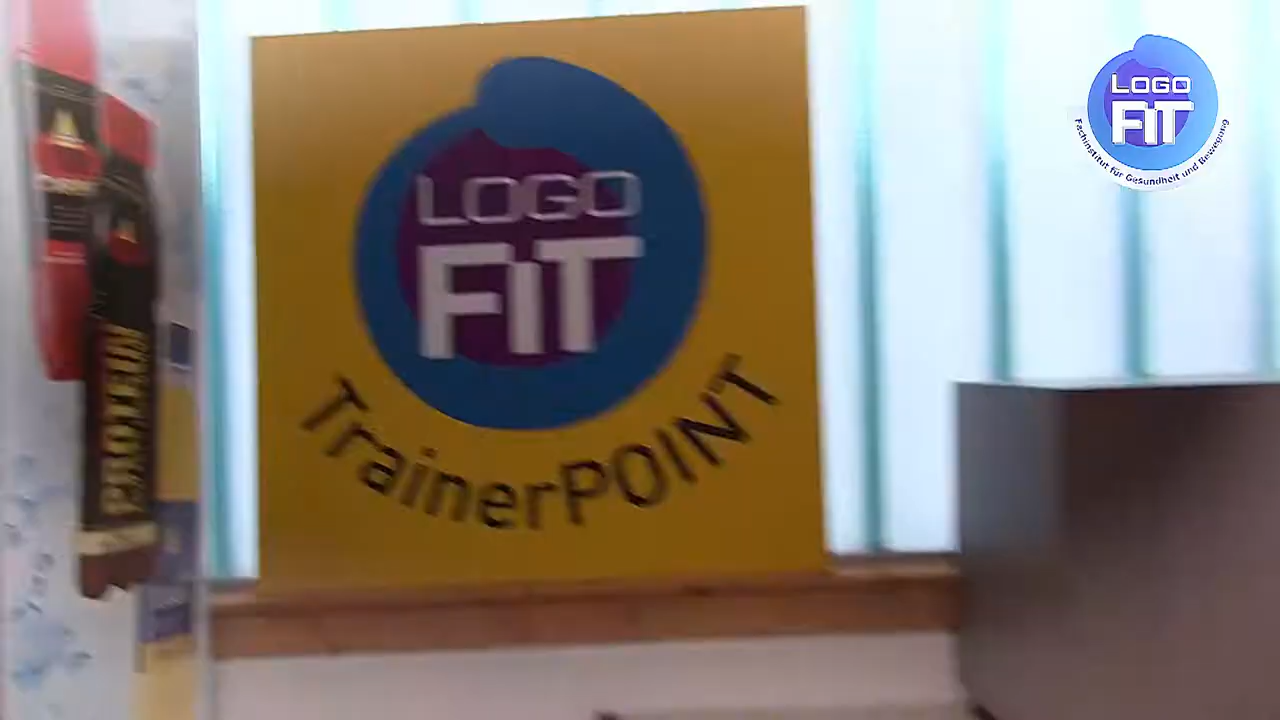 LOGO
FIT
TrainerPOINT
PROTEIN
LOGO
FIT
Fachinstitut für Gesundheit und Bewegung